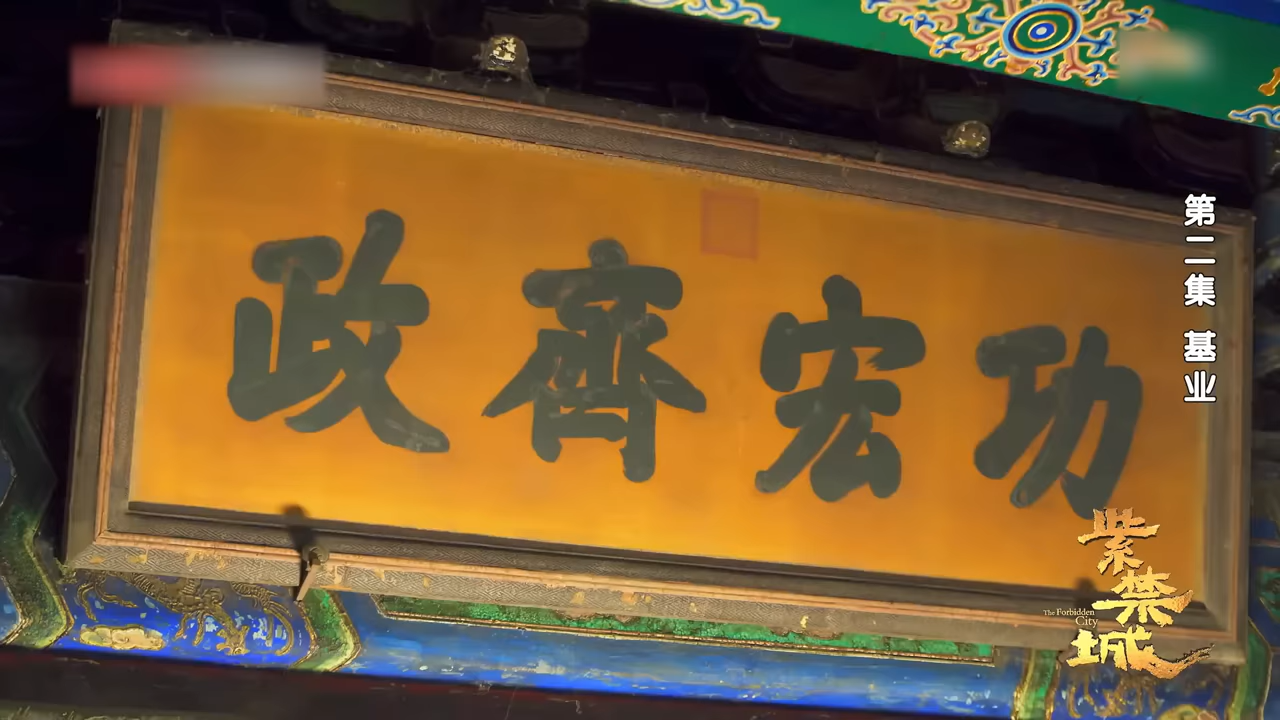 功宏齊政
第二集 基业
紫禁城
The Forbidden
City